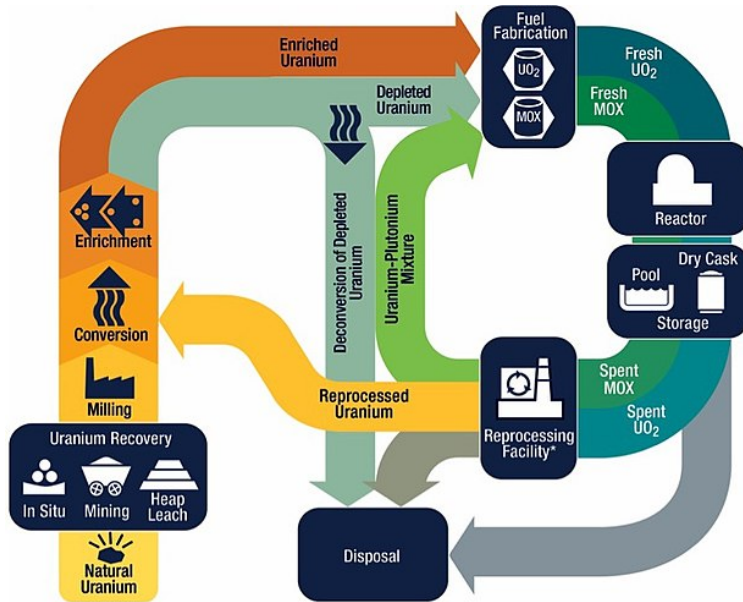 Fuel
Fabrication
UO2
MOX
Enriched
Uranium
Depleted
Uranium
Fresh
UO2
Fresh
MOX
Reactor
Pool
Dry Cask
Storage
Enrichment
Conversion
Milling
Uranium Recovery
In Situ
Mining
Heap
Leach
Natural
Uranium
Deconversion of Depleted
Uranium
Uranium-Plutonium
Mixture
Reprocessed
Uranium
Reprocessing
Facility*
Spent
MOX
Spent
UO2
Disposal